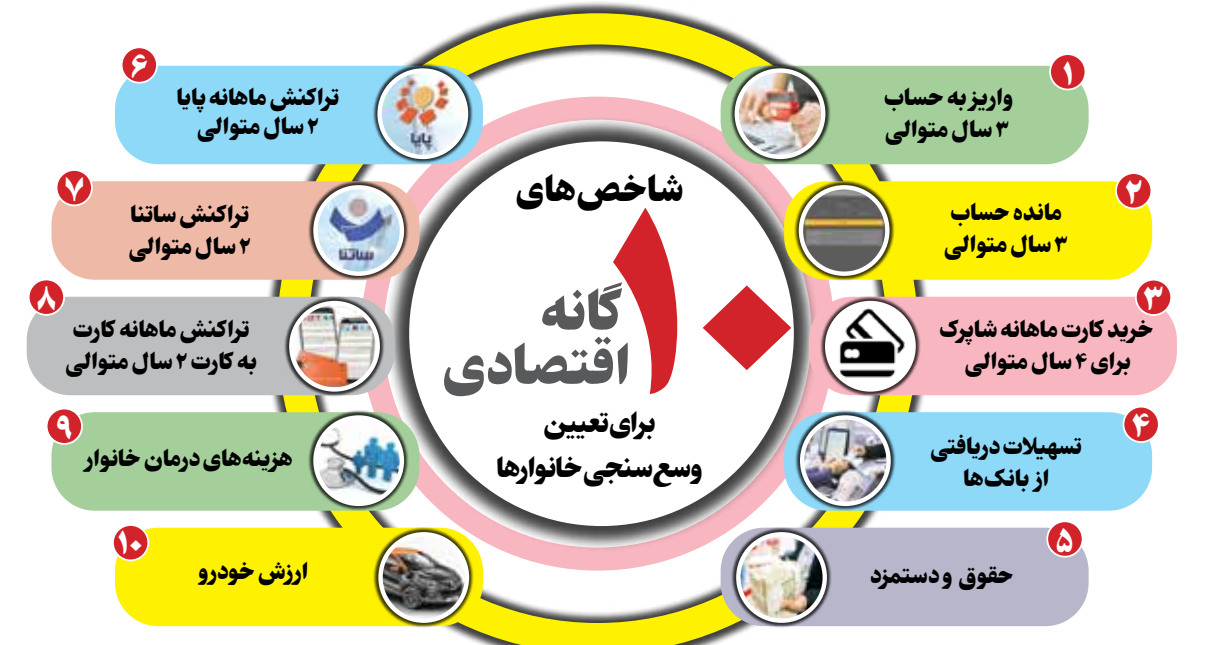 شاخص‌های
۱۰
گانه
اقتصادی
برای تعیین
وسع سنجی خانوارها
۱
واریز به حساب
۳ سال متوالی
۲
مانده حساب
۳ سال متوالی
۳
خرید کارت ماهانه شاپرک
برای ۴ سال متوالی
۴
تسهیلات دریافتی
از بانک‌ها
۵
حقوق و دستمزد
۶
تراکنش ماهانه پایا
۲ سال متوالی
پایا
۷
تراکنش ساتنا
۲ سال متوالی
ساتنا
۸
تراکنش ماهانه کارت
به کارت ۲ سال متوالی
۹
هزینه‌های درمان خانوار
۱۰
ارزش خودرو